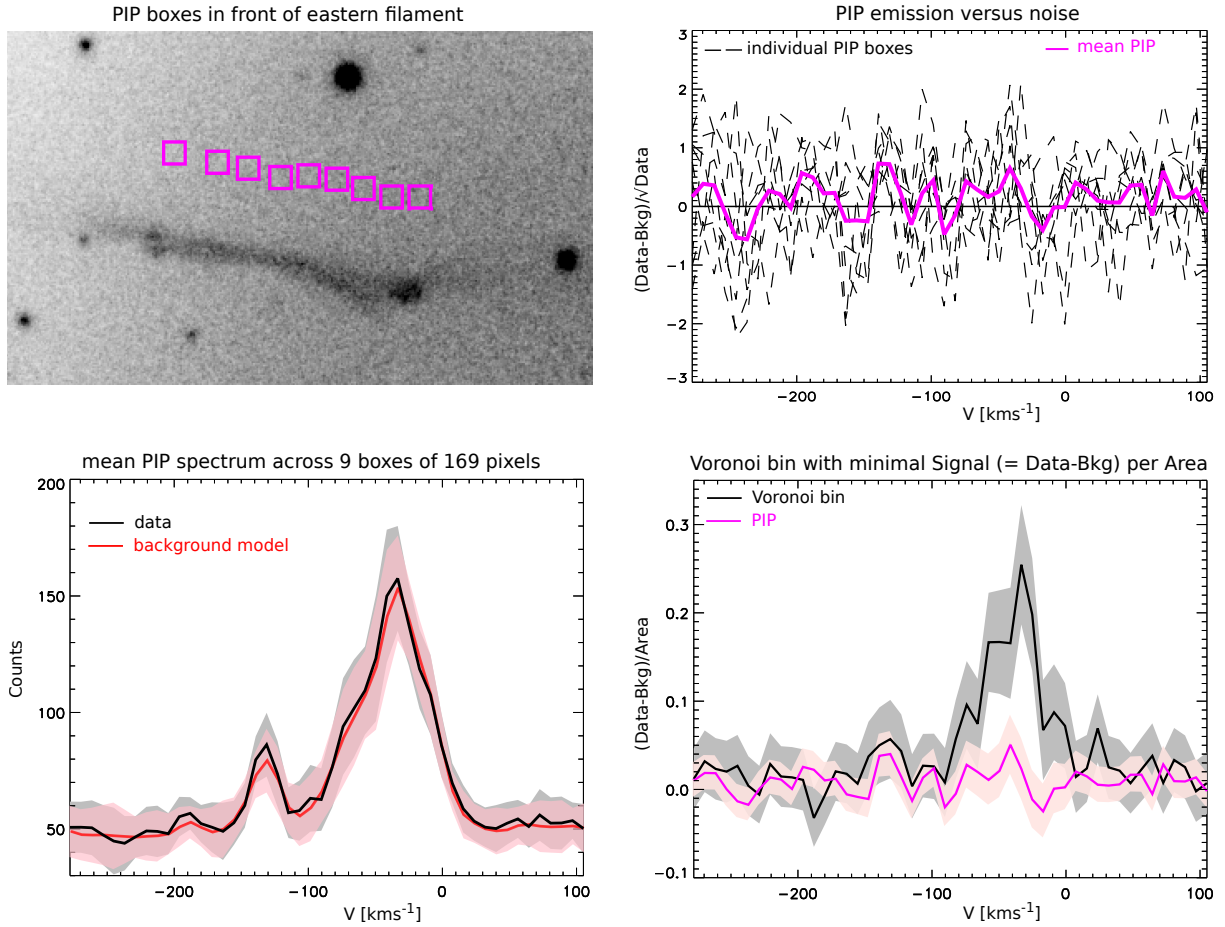 PIP boxes in front of eastern filament
PIP emission versus noise
individual PIP boxes
mean PIP
3
2
1
0
−1
−2
−3
(Data-Bkg)/√Data
−200
−100
0
100
V [kms⁻¹]
mean PIP spectrum across 9 boxes of 169 pixels
data
background model
200
150
100
50
Counts
−200
−100
0
100
V [kms⁻¹]
Voronoi bin with minimal Signal (= Data-Bkg) per Area
Voronoi bin
PIP
0.3
0.2
0.1
0.0
−0.1
(Data-Bkg)/Area
−200
−100
0
100
V [kms⁻¹]